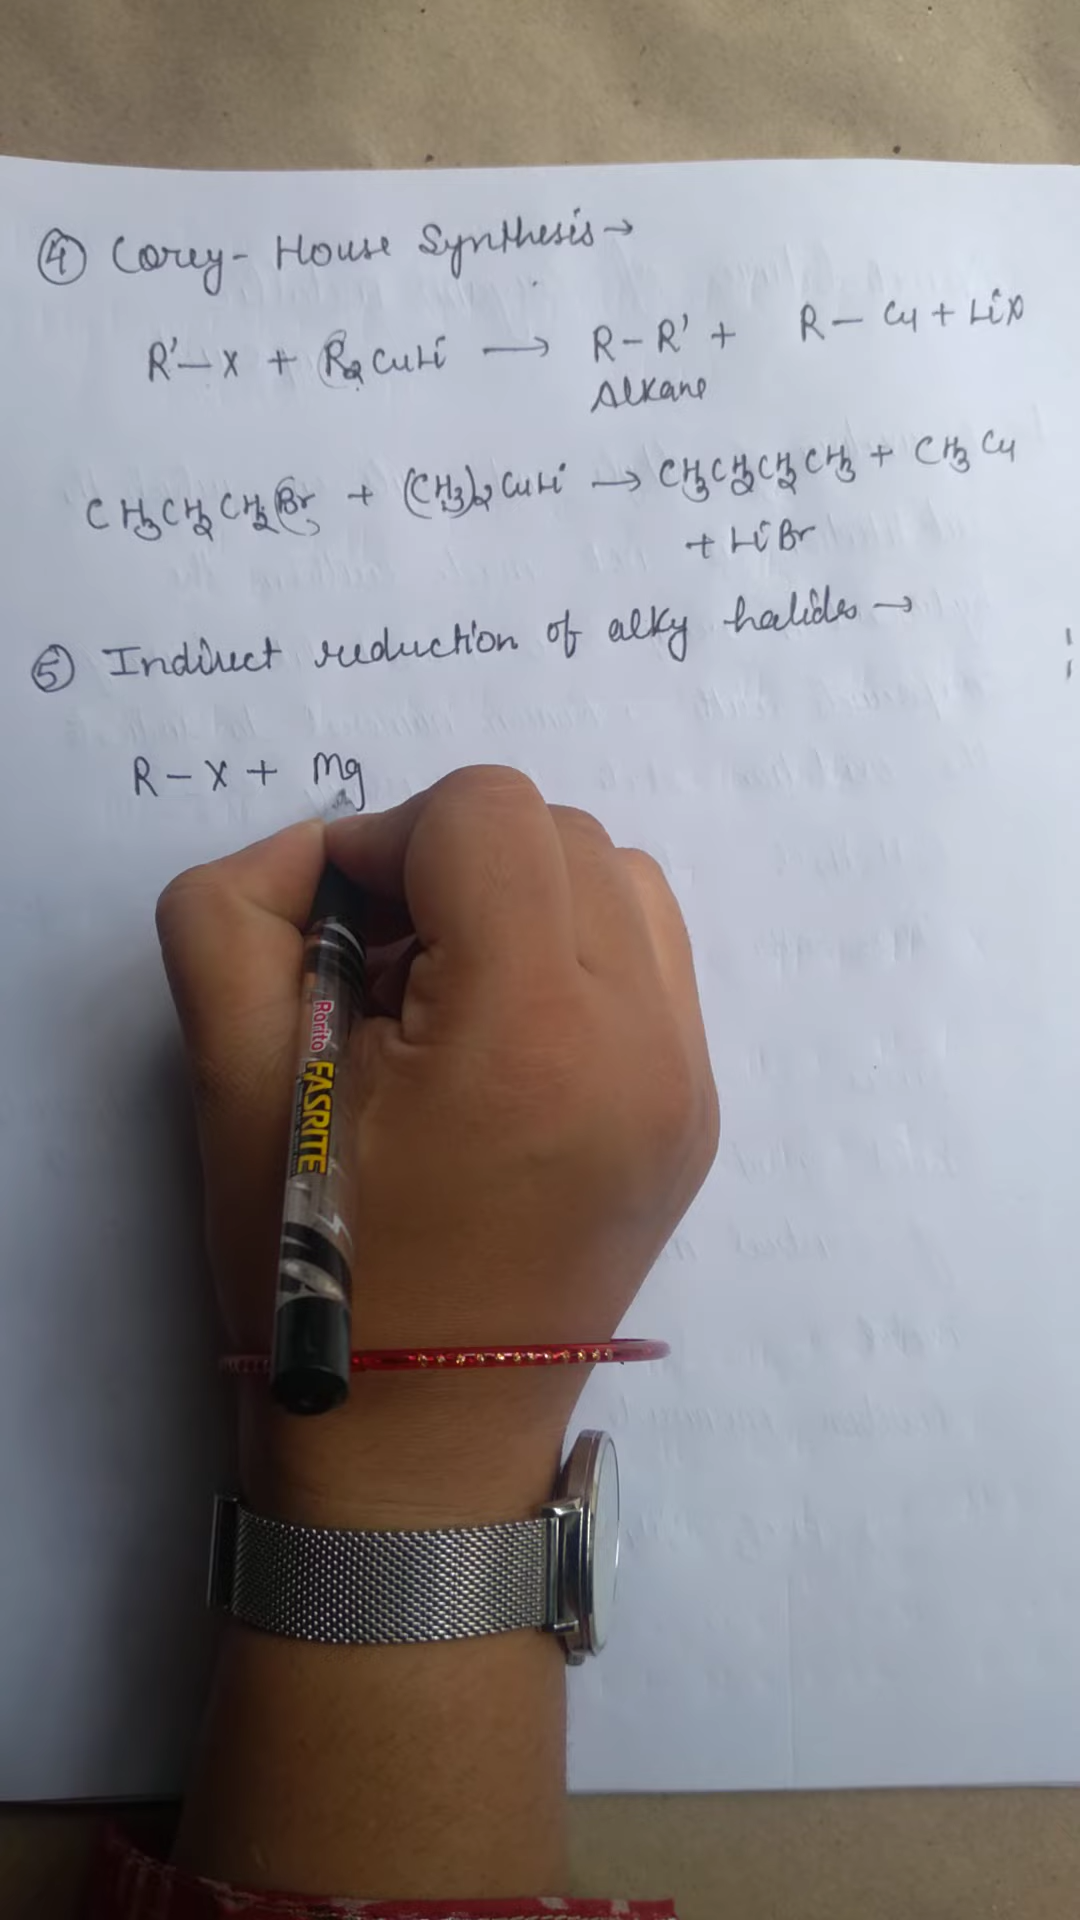 ④ Corey- House Synthesis→
R'—X + R₂CuLi ⟶ R-R' + R — Cu + LiX
Alkane
CH₃CH₂CH₂Br + (CH₃)₂CuLi → CH₃CH₂CH₂CH₃ + CH₃Cu
+ LiBr
⑤ Indirect reduction of alky halides →
R-X + Mg
Rorito FASRITE